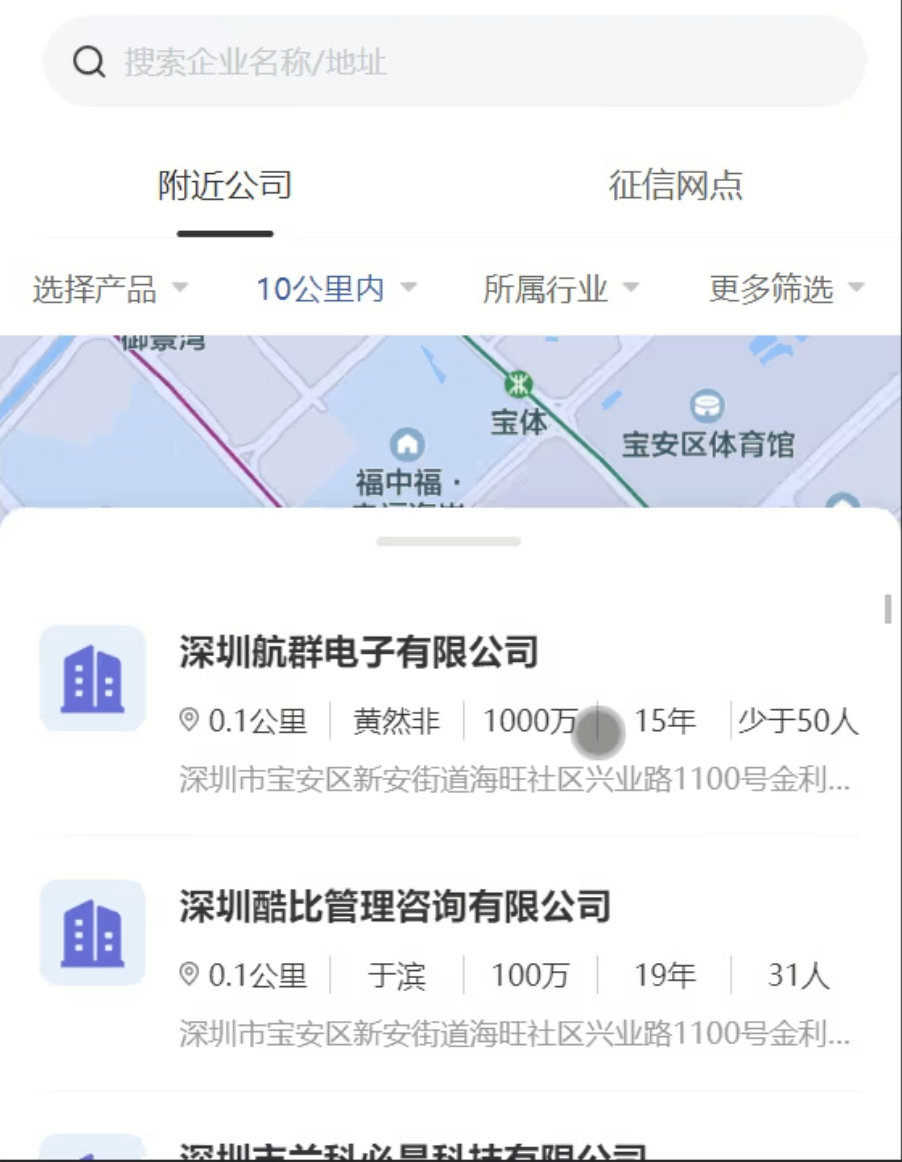 搜索企业名称/地址
附近公司 征信网点
选择产品 10公里内 所属行业 更多筛选
御景湾
宝体
宝安区体育馆
福中福·
深圳航群电子有限公司
0.1公里 黄然非 1000万 15年 少于50人
深圳市宝安区新安街道海旺社区兴业路1100号金利...
深圳酷比管理咨询有限公司
0.1公里 于滨 100万 19年 31人
深圳市宝安区新安街道海旺社区兴业路1100号金利...